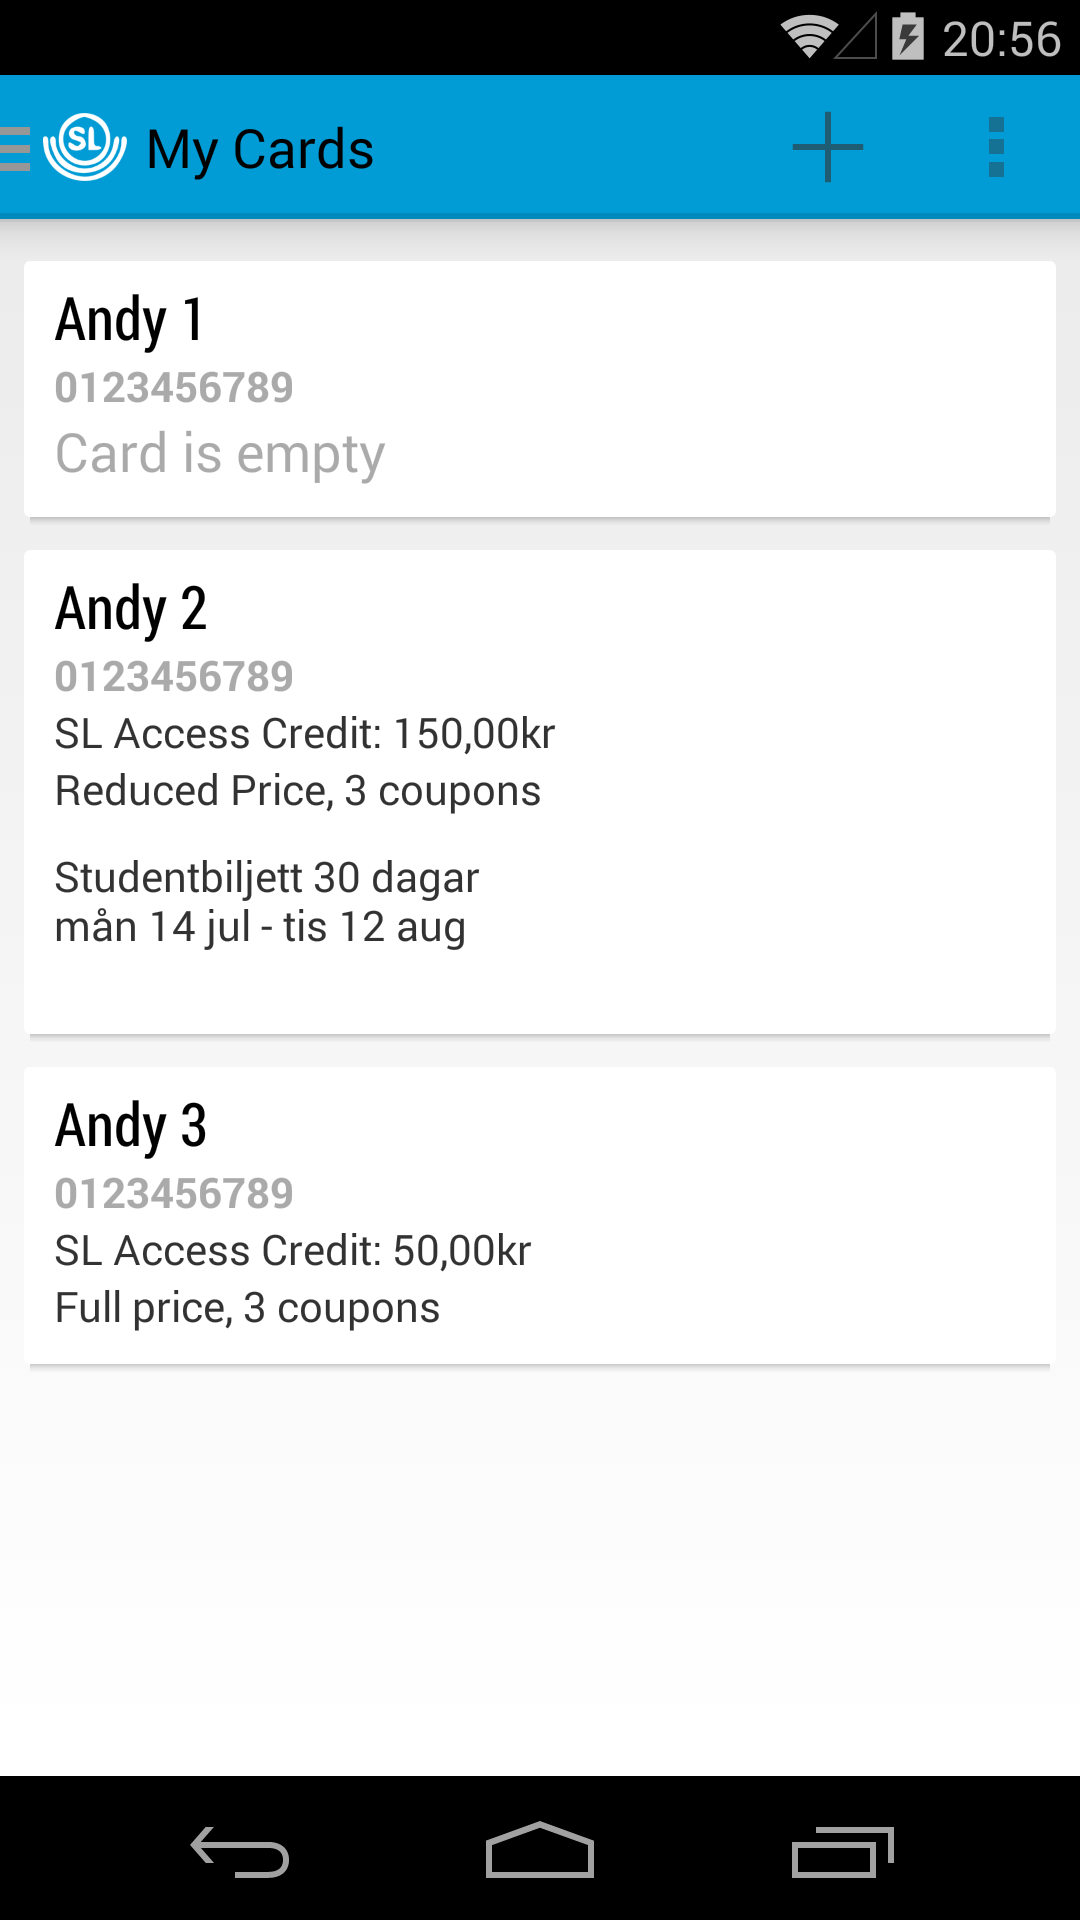 20:56
SL My Cards
Andy 1
0123456789
Card is empty
Andy 2
0123456789
SL Access Credit: 150,00kr
Reduced Price, 3 coupons
Studentbiljett 30 dagar
mån 14 jul - tis 12 aug
Andy 3
0123456789
SL Access Credit: 50,00kr
Full price, 3 coupons